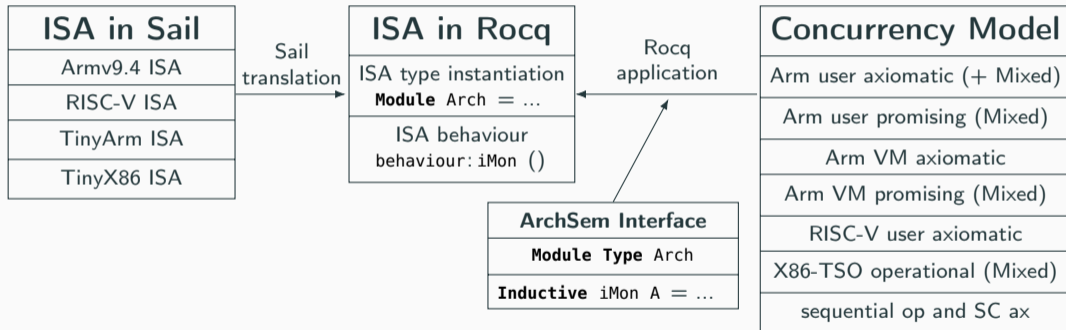 ISA in Sail
Armv9.4 ISA
RISC-V ISA
TinyArm ISA
TinyX86 ISA
Sail
translation
ISA in Rocq
ISA type instantiation
Module Arch = ...
ISA behaviour
behaviour: iMon ()
Rocq
application
ArchSem Interface
Module Type Arch
Inductive iMon A = ...
Concurrency Model
Arm user axiomatic (+ Mixed)
Arm user promising (Mixed)
Arm VM axiomatic
Arm VM promising (Mixed)
RISC-V user axiomatic
X86-TSO operational (Mixed)
sequential op and SC ax